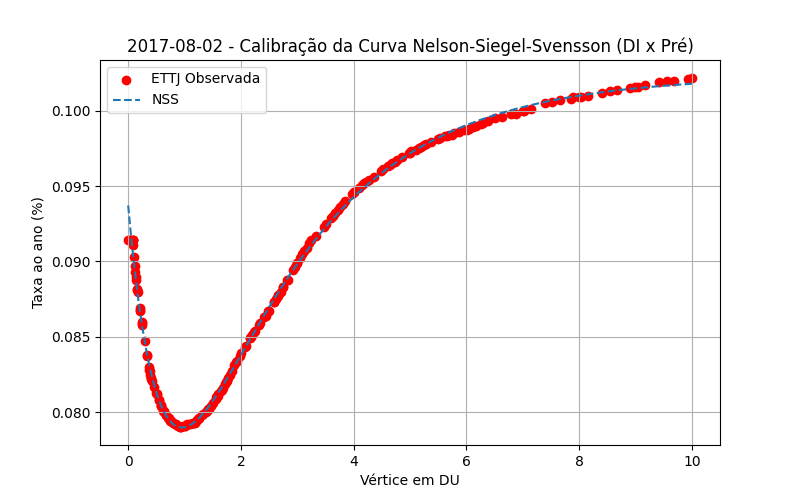 2017-08-02 - Calibração da Curva Nelson-Siegel-Svensson (DI x Pré)
ETTJ Observada
NSS
Taxa ao ano (%)
0.100
0.095
0.090
0.085
0.080
0 2 4 6 8 10
Vértice em DU